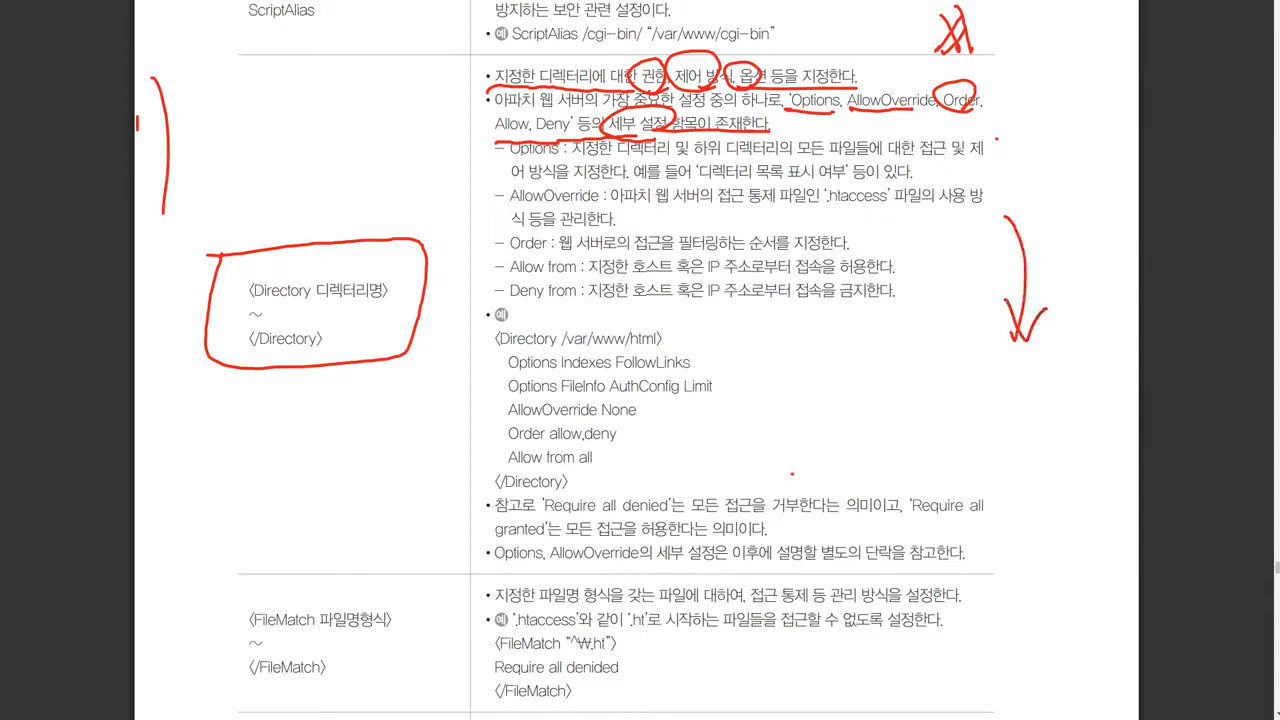 ScriptAlias
방지하는 보안 관련 설정이다.
• 예 ScriptAlias /cgi-bin/ “/var/www/cgi-bin”
• 지정한 디렉터리에 대한 권한, 제어 방식, 옵션 등을 지정한다.
• 아파치 웹 서버의 가장 중요한 설정 중의 하나로, ‘Options, AllowOverride, Order,
Allow, Deny’ 등의 세부 설정 항목이 존재한다.
– Options : 지정한 디렉터리 및 하위 디렉터리의 모든 파일들에 대한 접근 및 제
어 방식을 지정한다. 예를 들어 ‘디렉터리 목록 표시 여부’ 등이 있다.
– AllowOverride : 아파치 웹 서버의 접근 통제 파일인 ‘.htaccess’ 파일의 사용 방
식 등을 관리한다.
– Order : 웹 서버로의 접근을 필터링하는 순서를 지정한다.
– Allow from : 지정한 호스트 혹은 IP 주소로부터 접속을 허용한다.
– Deny from : 지정한 호스트 혹은 IP 주소로부터 접속을 금지한다.
〈Directory 디렉터리명〉
~
〈/Directory〉
• 예
〈Directory /var/www/html〉
Options Indexes FollowLinks
Options FileInfo AuthConfig Limit
AllowOverride None
Order allow,deny
Allow from all
〈/Directory〉
• 참고로 ‘Require all denied’는 모든 접근을 거부한다는 의미이고, ‘Require all
granted’는 모든 접근을 허용한다는 의미이다.
• Options, AllowOverride의 세부 설정은 이후에 설명할 별도의 단락을 참고한다.
〈FileMatch 파일명형식〉
~
〈/FileMatch〉
• 지정한 파일명 형식을 갖는 파일에 대하여, 접근 통제 등 관리 방식을 설정한다.
• 예 ‘.htaccess’와 같이 ‘.ht’로 시작하는 파일들을 접근할 수 없도록 설정한다.
〈FileMatch “^₩.ht”〉
Require all denided
〈/FileMatch〉